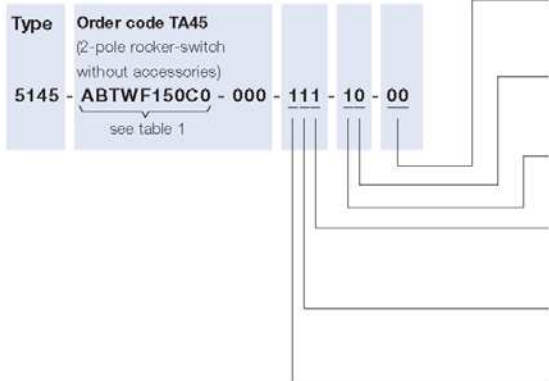 Type Order code TA45
(2-pole rocker-switch
without accessories)
5145 - ABTWF150C0 - 000 - 111 - 10 - 00
see table 1